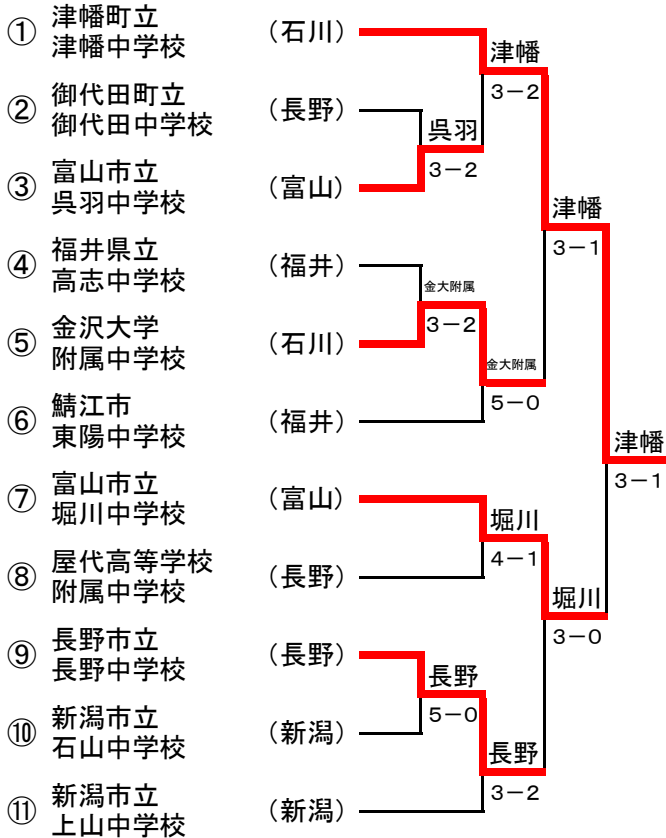 ① 津幡町立
津幡中学校
（石川）
② 御代田町立
御代田中学校
（長野）
③ 富山市立
呉羽中学校
（富山）
④ 福井県立
高志中学校
（福井）
⑤ 金沢大学
附属中学校
（石川）
⑥ 鯖江市
東陽中学校
（福井）
⑦ 富山市立
堀川中学校
（富山）
⑧ 屋代高等学校
附属中学校
（長野）
⑨ 長野市立
長野中学校
（長野）
⑩ 新潟市立
石山中学校
（新潟）
⑪ 新潟市立
上山中学校
（新潟）
呉羽
3－2
金大附属
3－2
長野
5－0
津幡
3－2
金大附属
5－0
堀川
4－1
長野
3－2
津幡
3－1
堀川
3－0
津幡
3－1